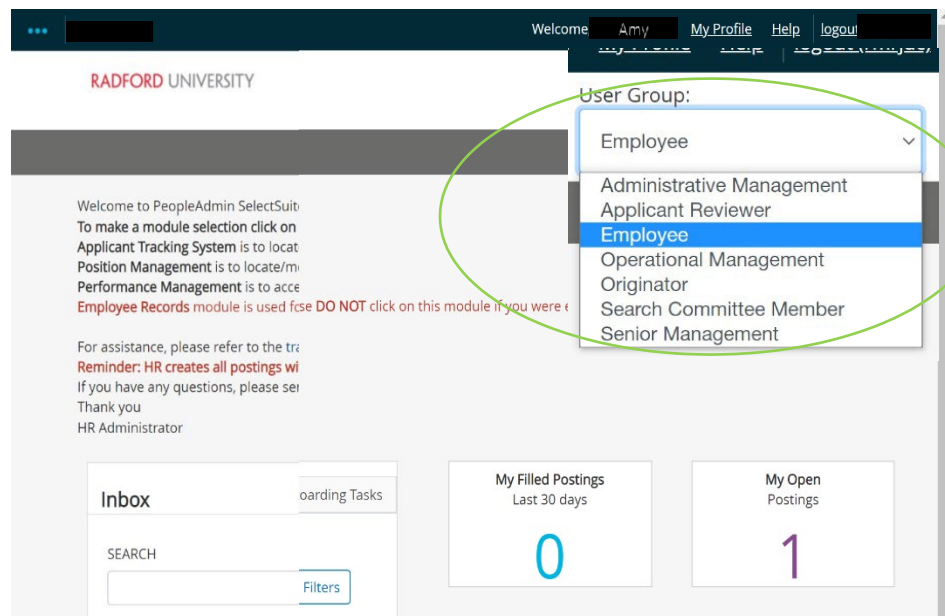 Welcome Amy My Profile Help logout
RADFORD UNIVERSITY
User Group:
Employee
Administrative Management
Applicant Reviewer
Employee
Operational Management
Originator
Search Committee Member
Senior Management
Welcome to PeopleAdmin SelectSuit
To make a module selection click on
Applicant Tracking System is to locat
Position Management is to locate/m
Performance Management is to acce
Employee Records module is used fcse DO NOT click on this module if you were e
For assistance, please refer to the tra
Reminder: HR creates all postings wi
If you have any questions, please ser
Thank you
HR Administrator
Inbox
oarding Tasks
SEARCH
Filters
My Filled Postings
Last 30 days
0
My Open
Postings
1